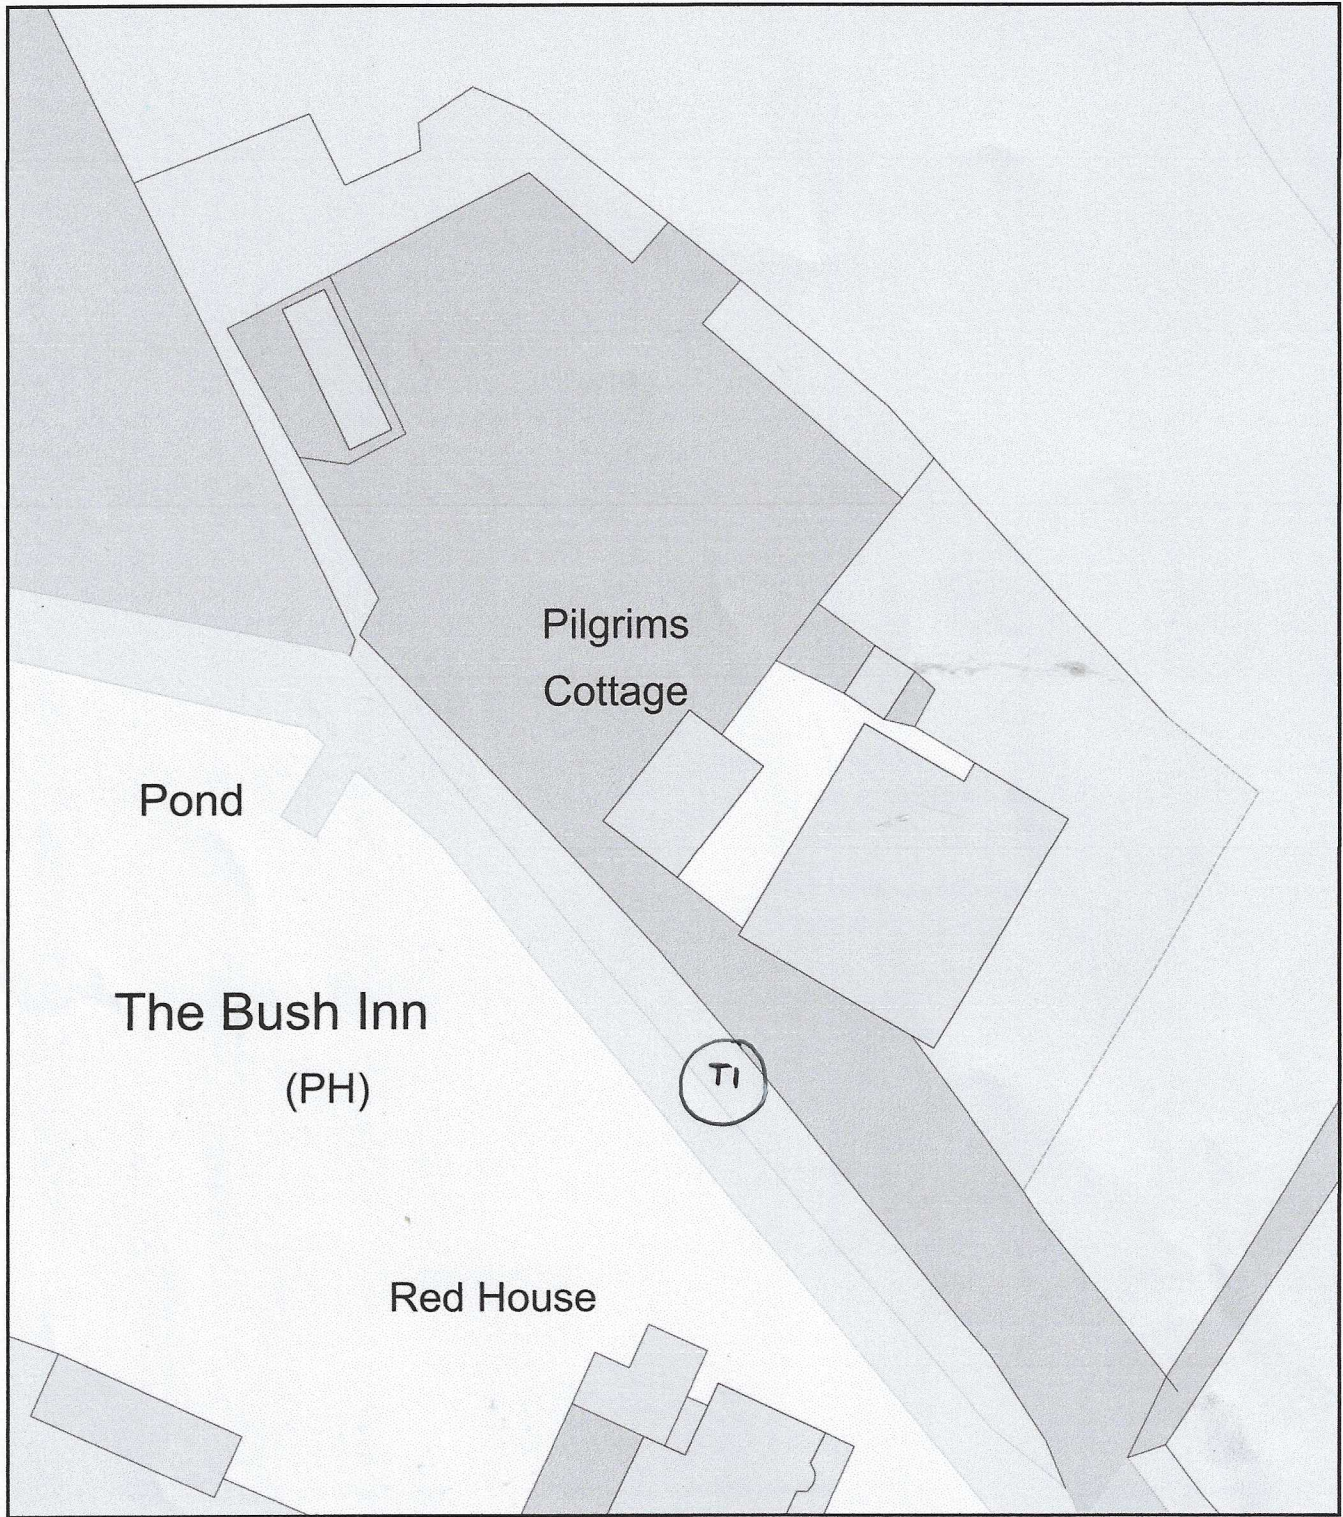 Pilgrims
Cottage
Pond
The Bush Inn
(PH)
T1
Red House